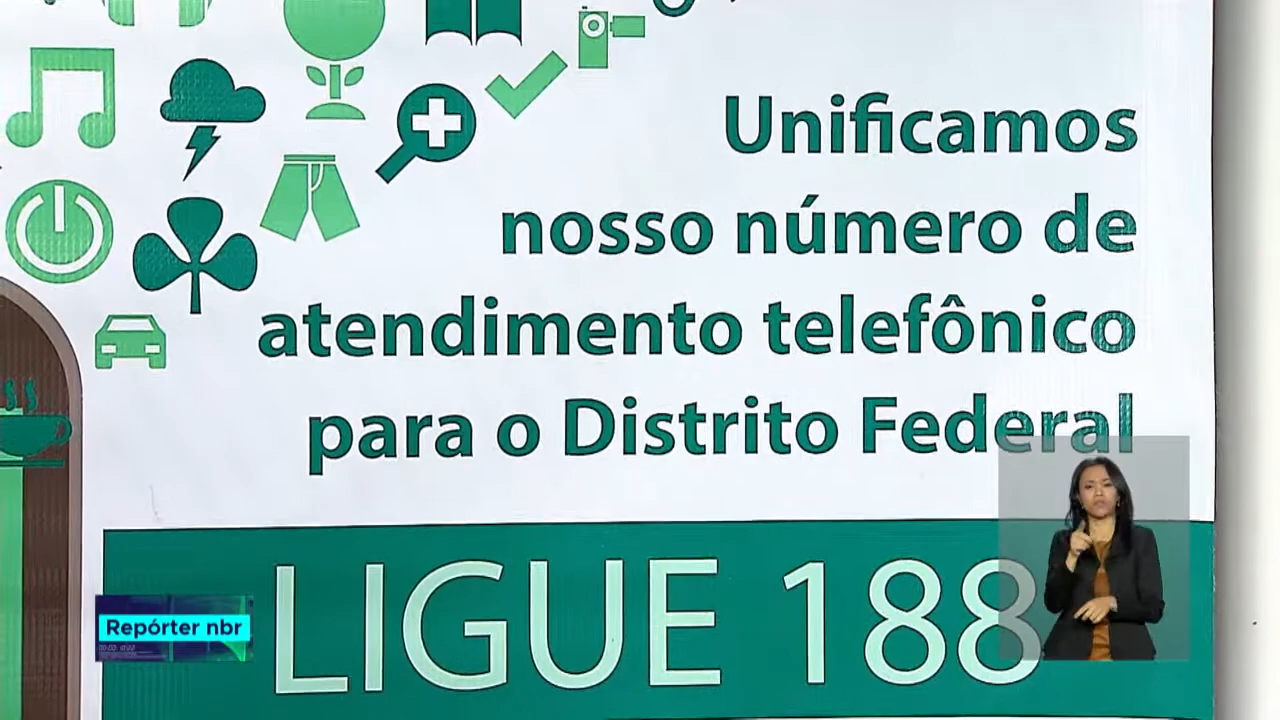 Unificamos
nosso número de
atendimento telefônico
para o Distrito Federal
LIGUE 188
Repórter nbr